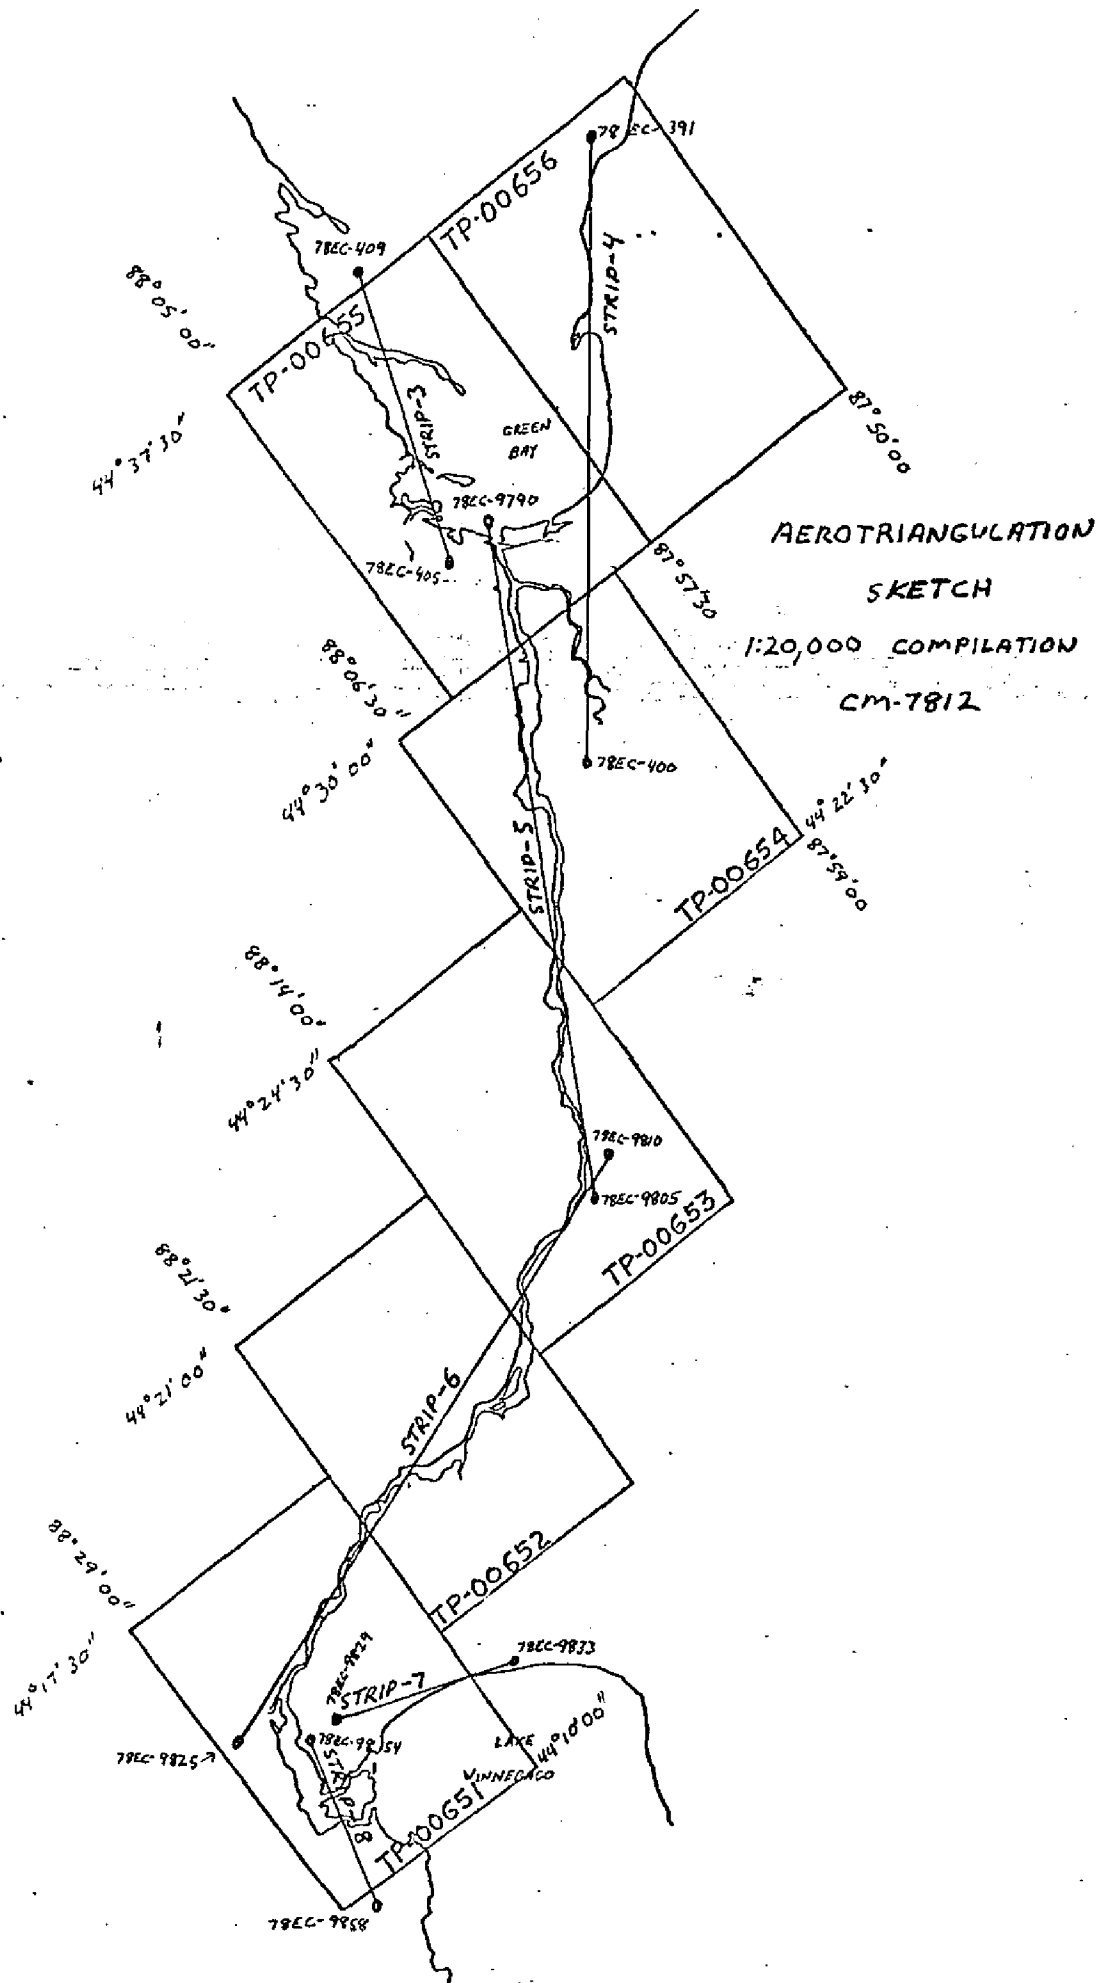 78EC-391
TP-00656
78EC-409
STRIP-4
88°05'00"
TP-00655
STRIP-3
44°37'30"
GREEN
BAY
87°50'00
78EC-9790
AEROTRIANGULATION
SKETCH
1:20,000 COMPILATION
CM-7812
78EC-405
87°57'30
88°06'30"
44°30'00"
78EC-400
44°22'30"
87°59'00
STRIP-5
TP-00654
88°14'00"
44°24'30"
78EC-9810
78EC-9805
TP-00653
88°21'30"
44°21'00"
STRIP-6
88°29'00"
TP-00652
44°17'30"
78EC-9829
78EC-9833
STRIP-7
78EC-9825
78EC-9854
STRIP-8
LAKE
WINNEBAGO
44°10'00"
TP-00651
78EC-9858